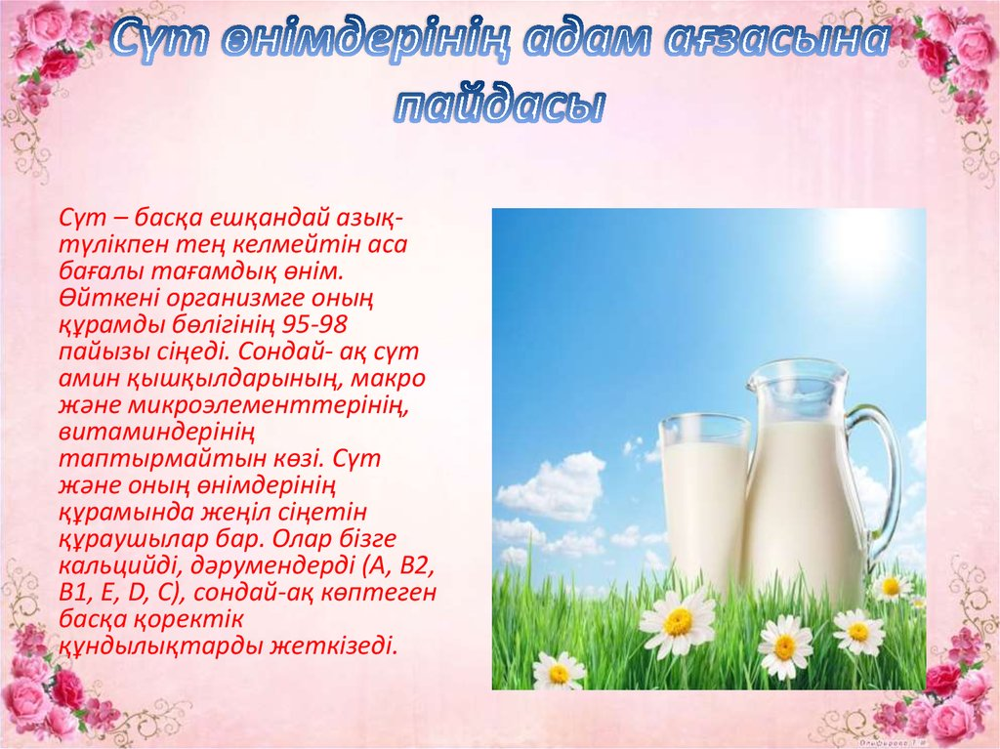 Сүт өнімдерінің адам ағзасына
пайдасы
Сүт – басқа ешқандай азық-
түлікпен тең келмейтін аса
бағалы тағамдық өнім.
Өйткені организмге оның
құрамды бөлігінің 95-98
пайызы сіңеді. Сондай- ақ сүт
амин қышқылдарының, макро
және микроэлементтерінің,
витаминдерінің
таптырмайтын көзі. Сүт
және оның өнімдерінің
құрамында жеңіл сіңетін
құраушылар бар. Олар бізге
кальцийді, дәрумендерді (А, В2,
В1, Е, D, С), сондай-ақ көптеген
басқа қоректік
құндылықтарды жеткізеді.